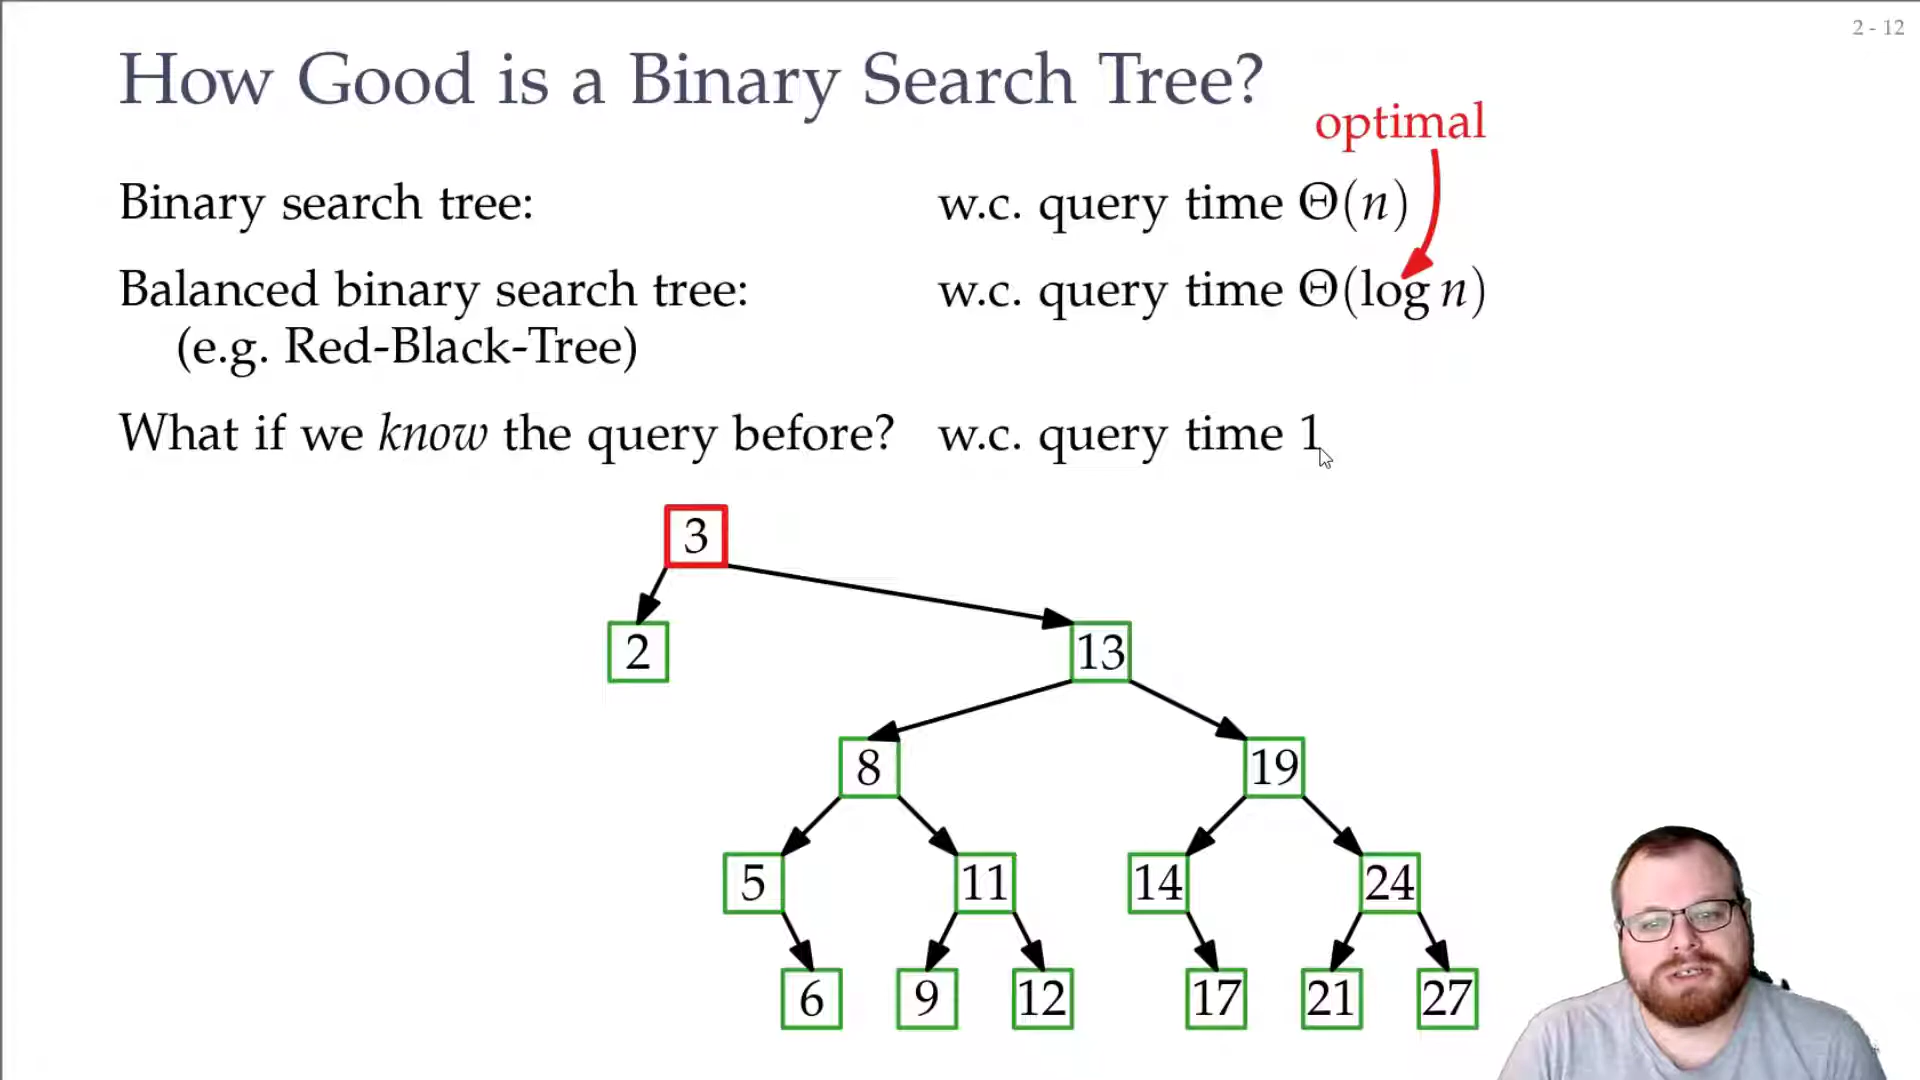 2 - 12
How Good is a Binary Search Tree?
optimal
Binary search tree: w.c. query time Θ(n)
Balanced binary search tree: w.c. query time Θ(log n)
(e.g. Red-Black-Tree)
What if we know the query before? w.c. query time 1
3
2 13
8 19
5 11 14 24
6 9 12 17 21 27